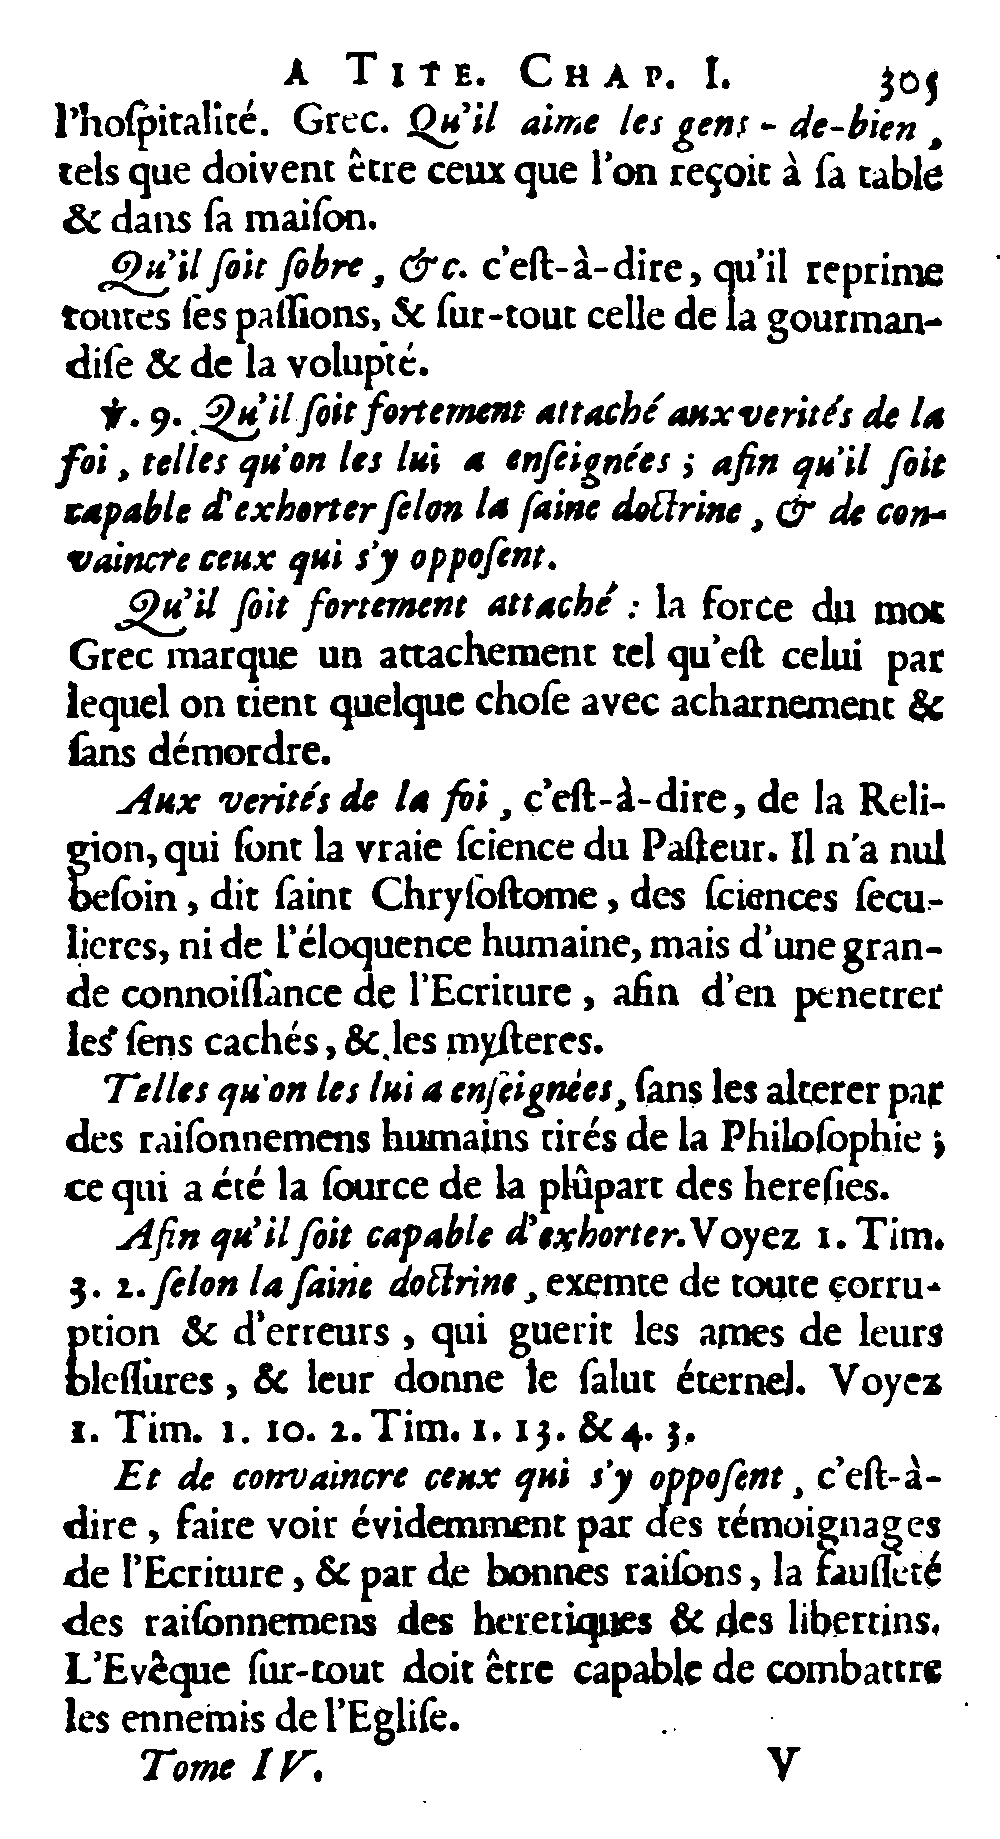 A TITE. CHAP. I. 305
l'hoſpitalité. Grec. Qu'il aime les gens-de-bien,
tels que doivent être ceux que l'on reçoit à ſa table
& dans ſa maiſon.
Qu'il ſoit ſobre, &c. c'eſt-à-dire, qu'il reprime
toutes ſes paſſions, & ſur-tout celle de la gourman-
diſe & de la volupté.
℣. 9. Qu'il ſoit fortement attaché aux verités de la
foi, telles qu'on les lui a enſeignées; afin qu'il ſoit
capable d'exhorter ſelon la ſaine doctrine, & de con-
vaincre ceux qui s'y oppoſent.
Qu'il ſoit fortement attaché : la force du mot
Grec marque un attachement tel qu'eſt celui par
lequel on tient quelque choſe avec acharnement &
ſans démordre.
Aux verités de la foi, c'eſt-à-dire, de la Reli-
gion, qui ſont la vraie ſcience du Paſteur. Il n'a nul
beſoin, dit ſaint Chryſoſtome, des ſciences ſecu-
lieres, ni de l'éloquence humaine, mais d'une gran-
de connoiſſance de l'Ecriture, afin d'en penetrer
les ſens cachés, & les myſteres.
Telles qu'on les lui a enſeignées, ſans les alterer par
des raiſonnemens humains tirés de la Philoſophie;
ce qui a été la ſource de la plûpart des hereſies.
Afin qu'il ſoit capable d'exhorter. Voyez 1. Tim.
3. 2. ſelon la ſaine doctrine, exemte de toute corru-
ption & d'erreurs, qui guerit les ames de leurs
bleſſures, & leur donne le ſalut éternel. Voyez
1. Tim. 1. 10. 2. Tim. 1. 13. & 4. 3.
Et de convaincre ceux qui s'y oppoſent, c'eſt-à-
dire, faire voir évidemment par des témoignages
de l'Ecriture, & par de bonnes raiſons, la fauſſeté
des raiſonnemens des heretiques & des libertins.
L'Evêque ſur-tout doit être capable de combattre
les ennemis de l'Egliſe.
Tome IV. V